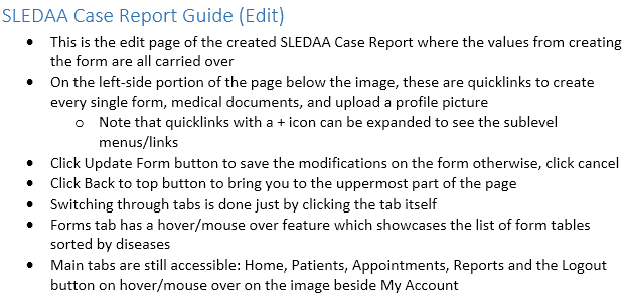 SLEDAA Case Report Guide (Edit)
• This is the edit page of the created SLEDAA Case Report where the values from creating
the form are all carried over
• On the left-side portion of the page below the image, these are quicklinks to create
every single form, medical documents, and upload a profile picture
o Note that quicklinks with a + icon can be expanded to see the sublevel
menus/links
• Click Update Form button to save the modifications on the form otherwise, click cancel
• Click Back to top button to bring you to the uppermost part of the page
• Switching through tabs is done just by clicking the tab itself
• Forms tab has a hover/mouse over feature which showcases the list of form tables
sorted by diseases
• Main tabs are still accessible: Home, Patients, Appointments, Reports and the Logout
button on hover/mouse over on the image beside My Account